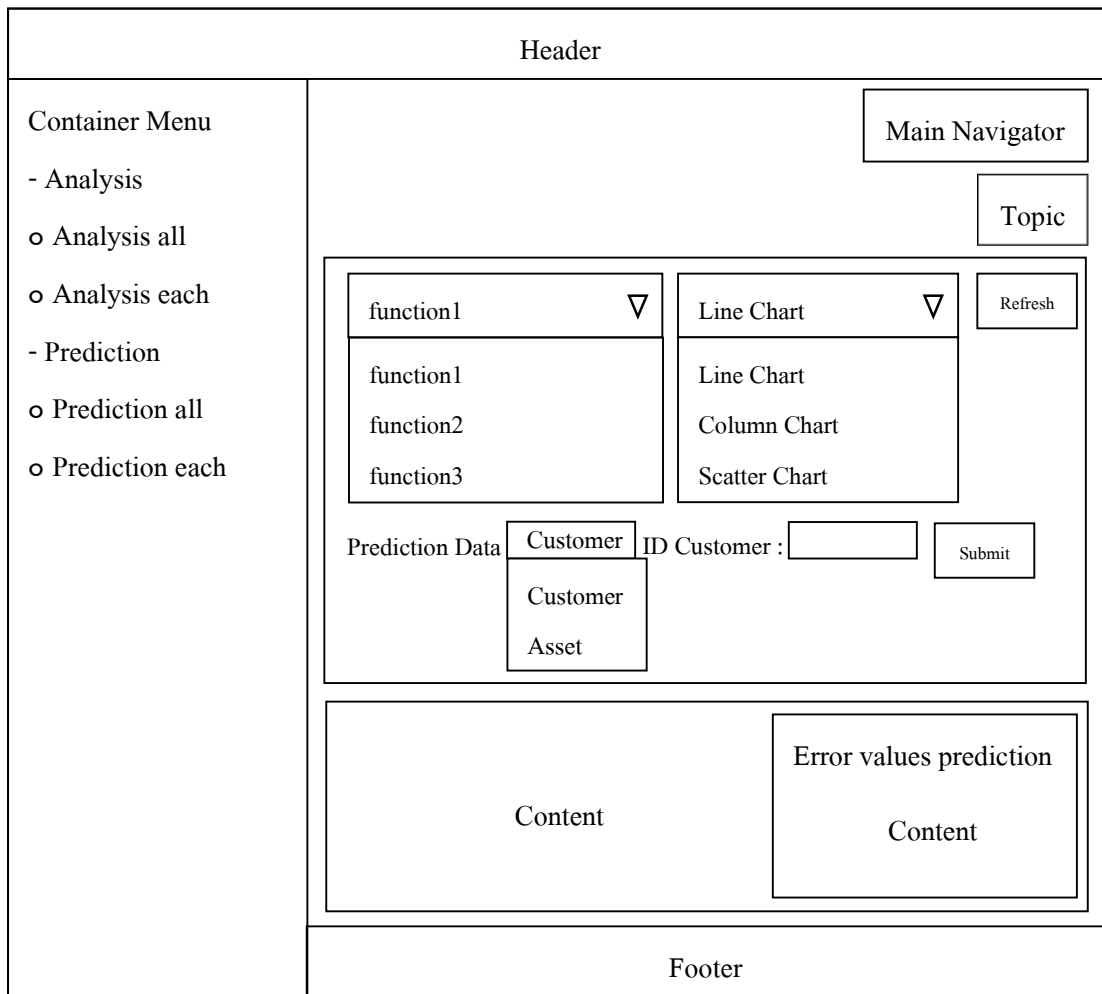 Header
Container Menu
- Analysis
o Analysis all
o Analysis each
- Prediction
o Prediction all
o Prediction each
Main Navigator
Topic
function1 ∇ Line Chart ∇ Refresh
function1 Line Chart
function2 Column Chart
function3 Scatter Chart
Prediction Data Customer ID Customer : Submit
Customer
Asset
Error values prediction
Content
Content
Footer